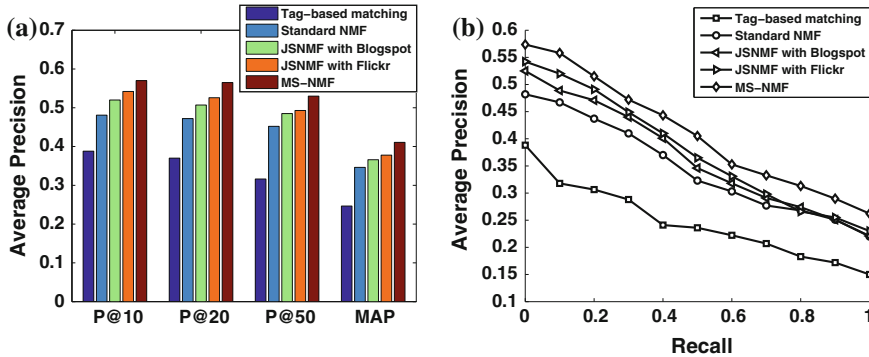 (a)
Tag-based matching
Standard NMF
JSNMF with Blogspot
JSNMF with Flickr
MS-NMF
Average Precision
0.7
0.6
0.5
0.4
0.3
0.2
0.1
0
P@10 P@20 P@50 MAP
(b)
Tag-based matching
Standard NMF
JSNMF with Blogspot
JSNMF with Flickr
MS-NMF
Average Precision
0.6
0.55
0.5
0.45
0.4
0.35
0.3
0.25
0.2
0.15
0.1
0 0.2 0.4 0.6 0.8 1
Recall